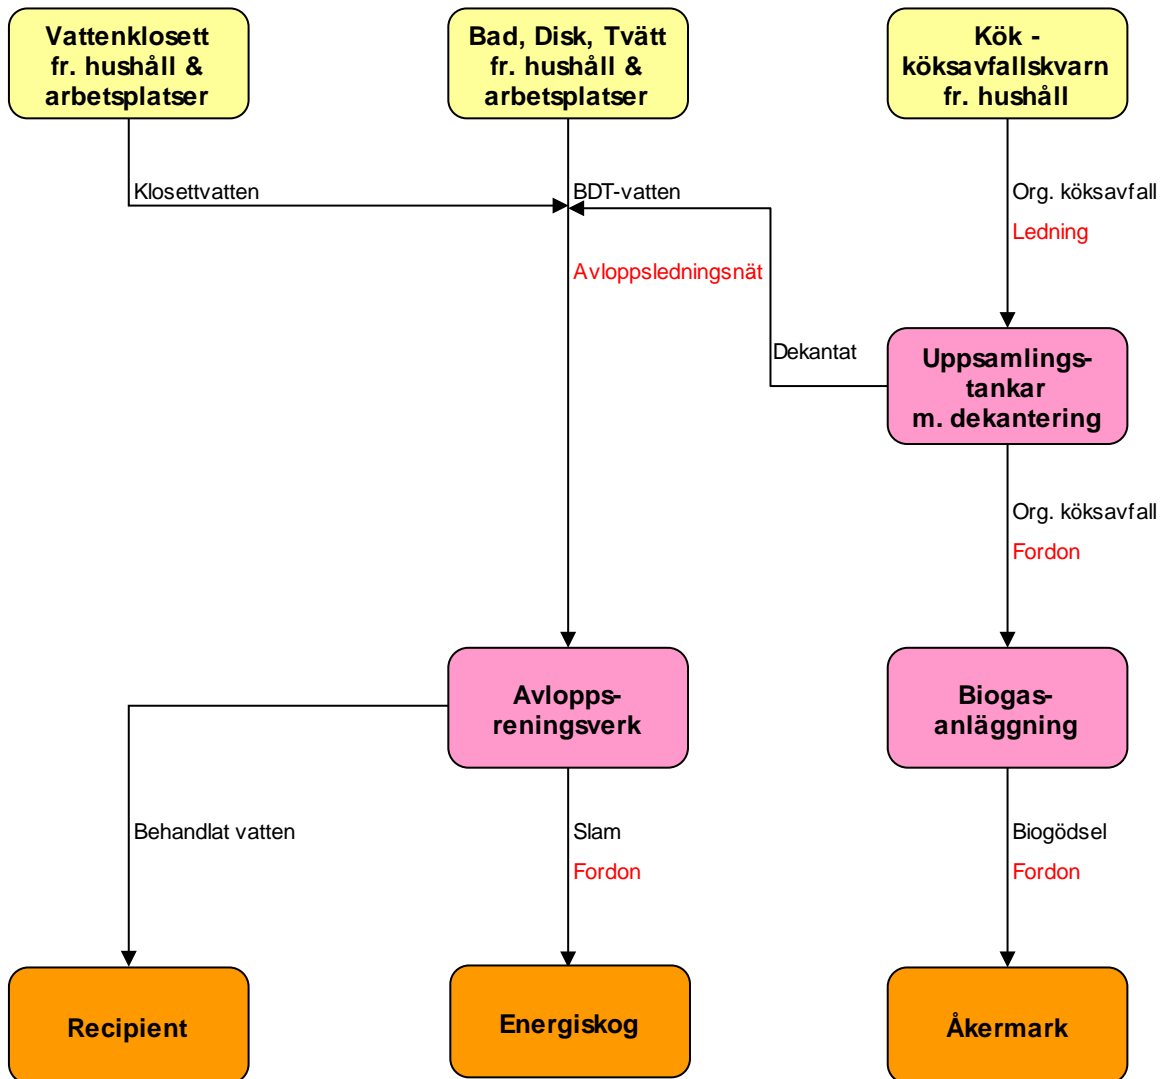 Vattenklosett
fr. hushåll &
arbetsplatser
Bad, Disk, Tvätt
fr. hushåll &
arbetsplatser
Kök -
köksavfallskvarn
fr. hushåll
Klosettvatten
BDT-vatten
Org. köksavfall
Ledning
Avloppsledningsnät
Dekantat
Uppsamlings-
tankar
m. dekantering
Org. köksavfall
Fordon
Avlopps-
reningsverk
Biogas-
anläggning
Behandlat vatten
Slam
Fordon
Biogödsel
Fordon
Recipient
Energiskog
Åkermark